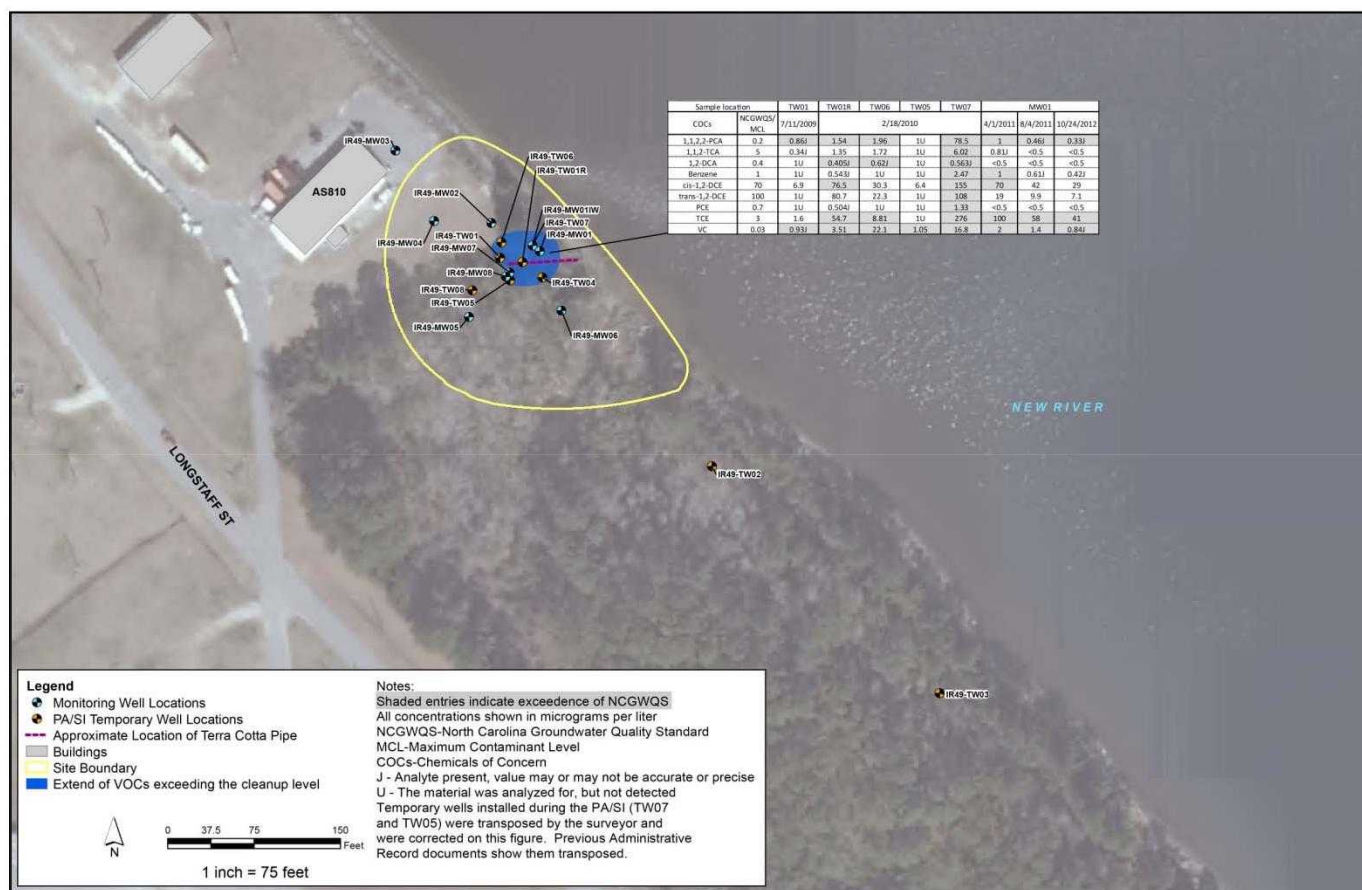 Sample location TW01 TW01R TW06 TW05 TW07 MW01
COCs NCGWQS/ MCL 7/11/2009 2/18/2010 4/1/2011 8/4/2011 10/24/2012
1,1,2,2-PCA 0.2 0.86J 1.54 1.96 1U 78.5 1 0.46J 0.33J
1,1,2-TCA 5 0.34J 1.35 1.72 1U 6.02 0.81J <0.5 <0.5
1,2-DCA 0.4 1U 0.405J 0.62J 1U 0.563J <0.5 <0.5 <0.5
Benzene 1 1U 0.543J 1U 1U 2.47 1 0.61J 0.42J
cis-1,2-DCE 70 6.9 76.5 30.3 6.4 155 70 42 29
trans-1,2-DCE 100 1U 80.7 22.3 1U 108 19 9.9 7.1
PCE 0.7 1U 0.504J 1U 1U 1.33 <0.5 <0.5 <0.5
TCE 3 1.6 54.7 8.81 1U 276 100 58 41
VC 0.03 0.93J 3.51 22.1 1.05 16.8 2 1.4 0.84J
IR49-MW03
AS810
IR49-TW06
IR49-TW01R
IR49-MW02
IR49-MW01IW
IR49-TW07
IR49-MW01
IR49-MW04
IR49-TW01
IR49-MW07
IR49-MW08
IR49-TW04
IR49-TW08
IR49-TW05
IR49-MW05
IR49-MW06
NEW RIVER
LONGSTAFF ST
IR49-TW02
IR49-TW03
Legend
Monitoring Well Locations
PA/SI Temporary Well Locations
Approximate Location of Terra Cotta Pipe
Buildings
Site Boundary
Extend of VOCs exceeding the cleanup level
N
0 37.5 75 150
Feet
1 inch = 75 feet
Notes:
Shaded entries indicate exceedence of NCGWQS
All concentrations shown in micrograms per liter
NCGWQS-North Carolina Groundwater Quality Standard
MCL-Maximum Contaminant Level
COCs-Chemicals of Concern
J - Analyte present, value may or may not be accurate or precise
U - The material was analyzed for, but not detected
Temporary wells installed during the PA/SI (TW07
and TW05) were transposed by the surveyor and
were corrected on this figure. Previous Administrative
Record documents show them transposed.